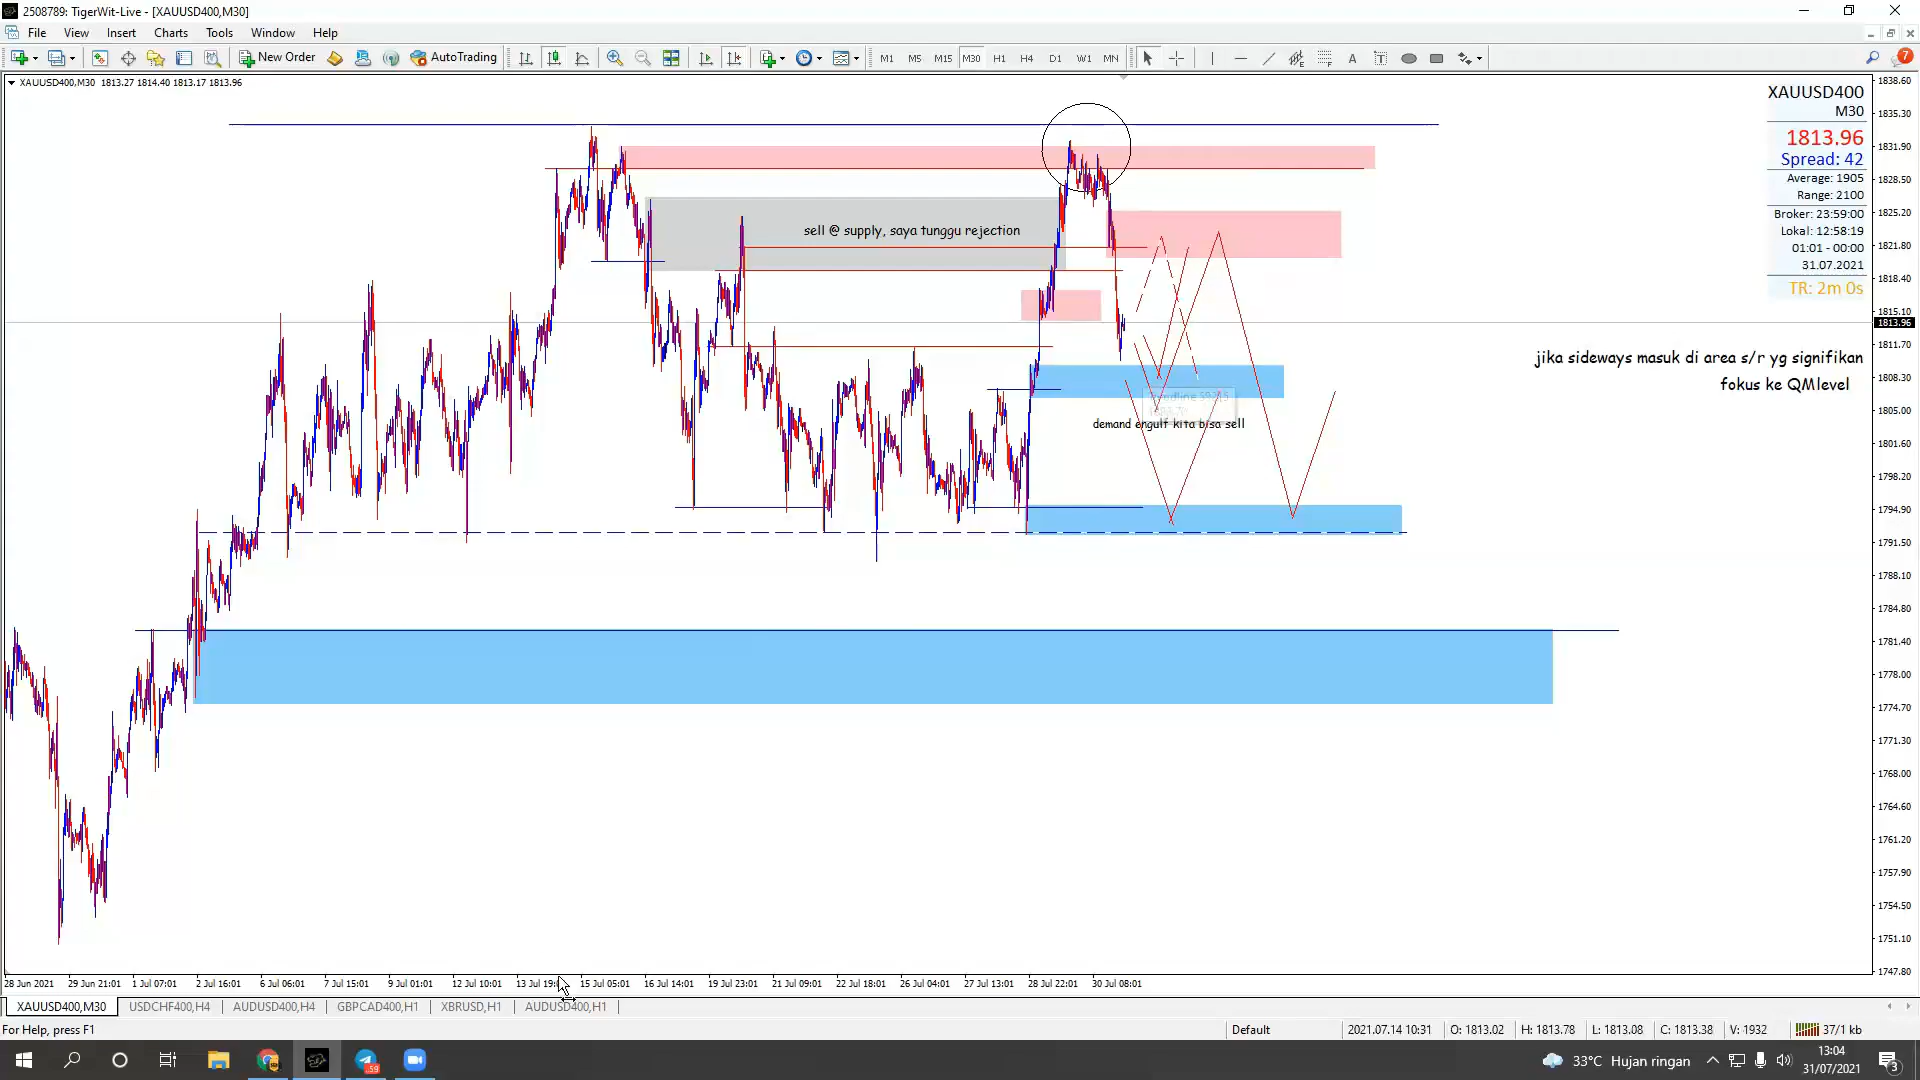 2508789: TigerWit-Live - [XAUUSD400,M30]
File View Insert Charts Tools Window Help
New Order AutoTrading M1 M5 M15 M30 H1 H4 D1 W1 MN A T 7
XAUUSD400,M30 1813.27 1814.40 1813.17 1813.96
XAUUSD400
M30
1813.96
Spread: 42
Average: 1905
Range: 2100
Broker: 23:59:00
Lokal: 12:58:19
01:01 - 00:00
31.07.2021
TR: 2m 0s
sell @ supply, saya tunggu rejection
jika sideways masuk di area s/r yg signifikan
fokus ke QMlevel
demand engulf kita bisa sell
1838.60
1835.30
1831.90
1828.50
1825.20
1821.80
1818.40
1815.10
1813.96
1811.70
1808.30
1805.00
1801.60
1798.20
1794.90
1791.50
1788.10
1784.80
1781.40
1778.00
1774.70
1771.30
1768.00
1764.60
1761.20
1757.90
1754.50
1751.10
1747.80
28 Jun 2021 29 Jun 21:01 1 Jul 07:01 2 Jul 16:01 6 Jul 06:01 7 Jul 15:01 9 Jul 01:01 12 Jul 10:01 13 Jul 15 Jul 05:01 16 Jul 14:01 19 Jul 23:01 21 Jul 09:01 22 Jul 18:01 26 Jul 04:01 27 Jul 13:01 28 Jul 22:01 30 Jul 08:01
XAUUSD400,M30 USDCHF400,H4 AUDUSD400,H4 GBPCAD400,H1 XBRUSD,H1 AUDUSD400,H1
For Help, press F1 Default 2021.07.14 10:31 O: 1813.02 H: 1813.78 L: 1813.08 C: 1813.38 V: 1932 37/1 kb
59 33°C Hujan ringan 13:04
31/07/2021 3